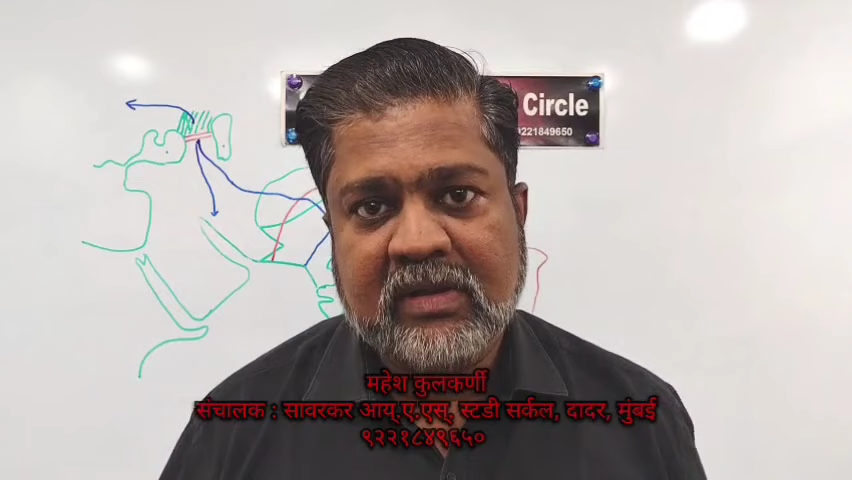 Circle
9221849650
महेश कुलकर्णी
संचालक : सावरकर आय्.ए.एस्. स्टडी सर्कल, दादर, मुंबई
९२२१८४९६५०